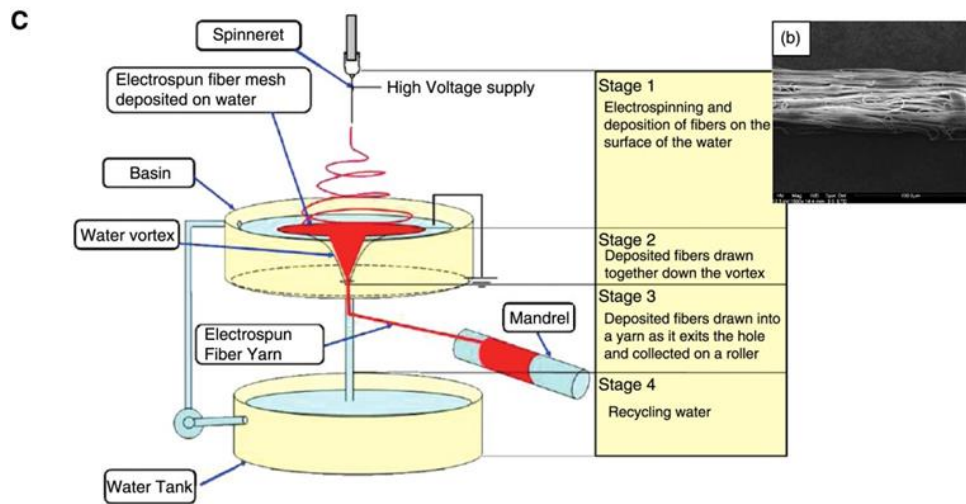 C
Spinneret
Electrospun fiber mesh
deposited on water
High Voltage supply
Basin
Water vortex
Electrospun
Fiber Yarn
Mandrel
Water Tank
Stage 1
Electrospinning and
deposition of fibers on the
surface of the water
Stage 2
Deposited fibers drawn
together down the vortex
Stage 3
Deposited fibers drawn into
a yarn as it exits the hole
and collected on a roller
Stage 4
Recycling water
(b)